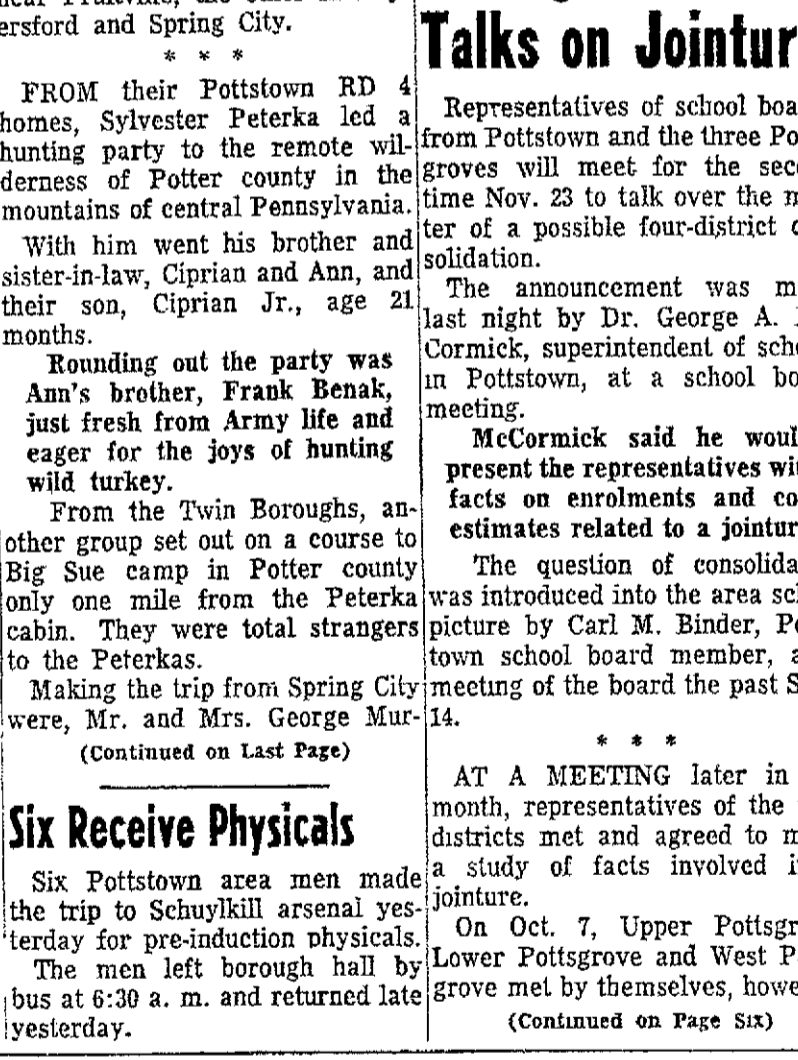 ersford and Spring City.
* * *
FROM their Pottstown RD 4
homes, Sylvester Peterka led a
hunting party to the remote wil-
derness of Potter county in the
mountains of central Pennsylvania.
With him went his brother and
sister-in-law, Ciprian and Ann, and
their son, Ciprian Jr., age 21
months.
Rounding out the party was
Ann's brother, Frank Benak,
just fresh from Army life and
eager for the joys of hunting
wild turkey.
From the Twin Boroughs, an-
other group set out on a course to
Big Sue camp in Potter county
only one mile from the Peterka
cabin. They were total strangers
to the Peterkas.
Making the trip from Spring City
were, Mr. and Mrs. George Mur-
(Continued on Last Page)
Six Receive Physicals
Six Pottstown area men made
the trip to Schuylkill arsenal yes-
terday for pre-induction physicals.
The men left borough hall by
bus at 6:30 a. m. and returned late
yesterday.
Talks on Jointur
Representatives of school boa
from Pottstown and the three Po
groves will meet for the sec
time Nov. 23 to talk over the m
ter of a possible four-district
solidation.
The announcement was m
last night by Dr. George A.
Cormick, superintendent of sch
in Pottstown, at a school bo
meeting.
McCormick said he woul
present the representatives wi
facts on enrolments and co
estimates related to a jointur
The question of consolida
was introduced into the area sc
picture by Carl M. Binder, Po
town school board member, a
meeting of the board the past S
14.
* * *
AT A MEETING later in
month, representatives of the
districts met and agreed to m
a study of facts involved i
jointure.
On Oct. 7, Upper Pottsgr
Lower Pottsgrove and West P
grove met by themselves, howe
(Continued on Page Six)